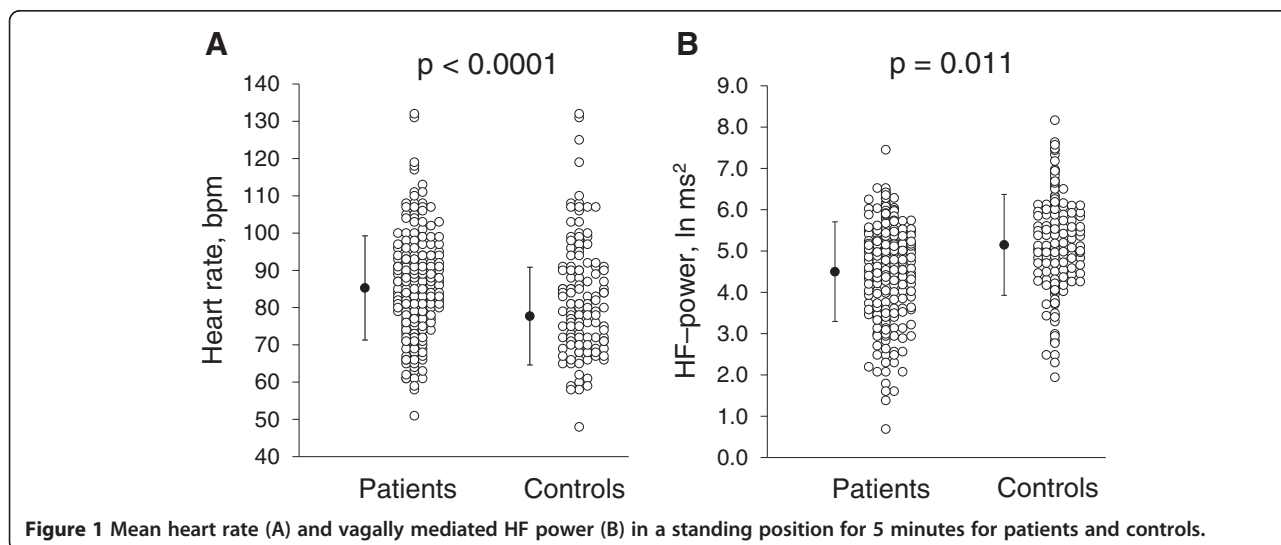 A
p < 0.0001
Heart rate, bpm
140
130
120
110
100
90
80
70
60
50
40
Patients
Controls
B
p = 0.011
HF–power, ln ms²
9.0
8.0
7.0
6.0
5.0
4.0
3.0
2.0
1.0
0.0
Patients
Controls
Figure 1 Mean heart rate (A) and vagally mediated HF power (B) in a standing position for 5 minutes for patients and controls.